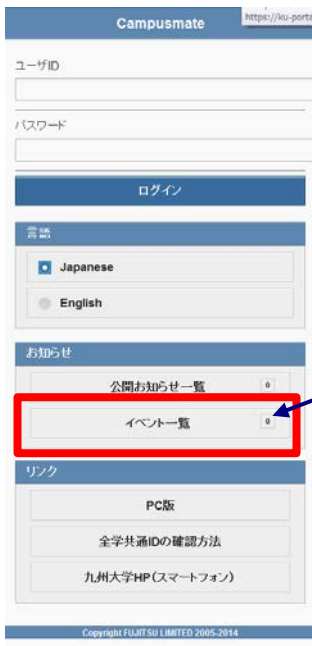 Campusmate
https://ku-porta
ユーザID
パスワード
ログイン
言語
Japanese
English
お知らせ
公開お知らせ一覧 0
イベント一覧 0
リンク
PC版
全学共通IDの確認方法
九州大学HP(スマートフォン)
Copyright FUJITSU LIMITED 2005-2014